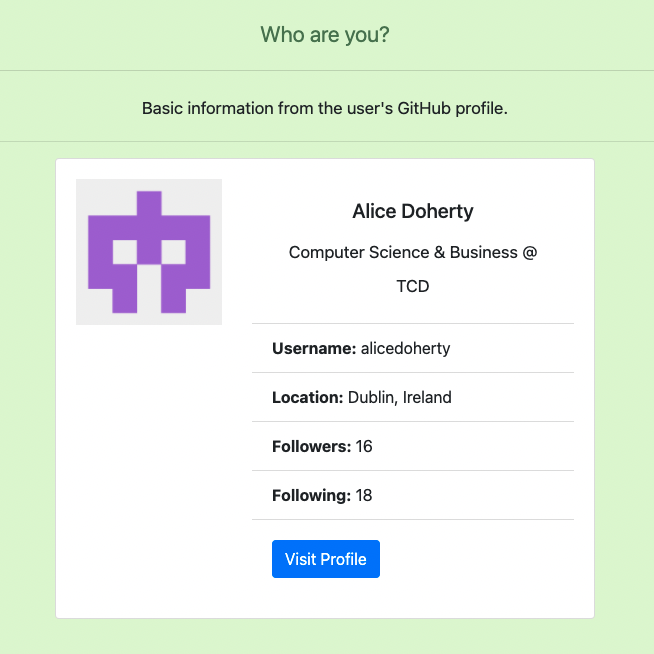 Who are you?
Basic information from the user's GitHub profile.
Alice Doherty
Computer Science & Business @
TCD
Username: alicedoherty
Location: Dublin, Ireland
Followers: 16
Following: 18
Visit Profile